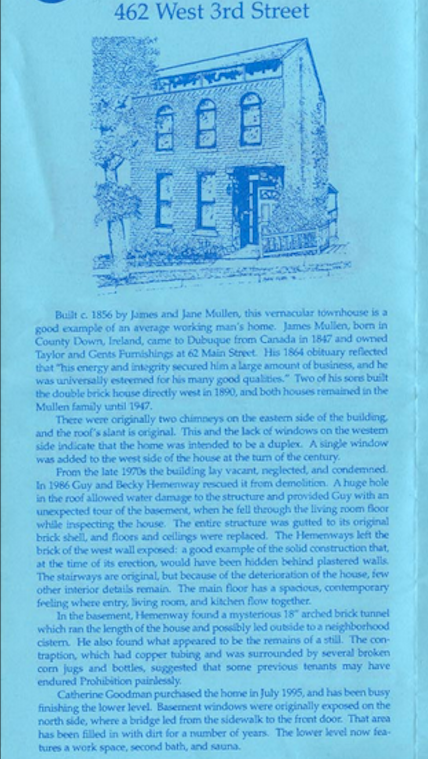 462 West 3rd Street
Built c. 1856 by James and Jane Mullen, this vernacular townhouse is a
good example of an average working man's home. James Mullen, born in
County Down, Ireland, came to Dubuque from Canada in 1847 and owned
Taylor and Gents Furnishings at 62 Main Street. His 1864 obituary reflected
that "his energy and integrity secured him a large amount of business, and he
was universally esteemed for his many good qualities." Two of his sons built
the double brick house directly west in 1890, and both houses remained in the
Mullen family until 1947.
There were originally two chimneys on the eastern side of the building,
and the roof's slant is original. This and the lack of windows on the western
side indicate that the home was intended to be a duplex. A single window
was added to the west side of the house at the turn of the century.
From the late 1970s the building lay vacant, neglected, and condemned.
In 1986 Guy and Becky Hemenway rescued it from demolition. A huge hole
in the roof allowed water damage to the structure and provided Guy with an
unexpected tour of the basement, when he fell through the living room floor
while inspecting the house. The entire structure was gutted to its original
brick shell, and floors and ceilings were replaced. The Hemenways left the
brick of the west wall exposed: a good example of the solid construction that,
at the time of its erection, would have been hidden behind plastered walls.
The stairways are original, but because of the deterioration of the house, few
other interior details remain. The main floor has a spacious, contemporary
feeling where entry, living room, and kitchen flow together.
In the basement, Hemenway found a mysterious 18" arched brick tunnel
which ran the length of the house and possibly led outside to a neighborhood
cistern. He also found what appeared to be the remains of a still. The con-
traption, which had copper tubing and was surrounded by several broken
corn jugs and bottles, suggested that some previous tenants may have
endured Prohibition painlessly.
Catherine Goodman purchased the home in July 1995, and has been busy
finishing the lower level. Basement windows were originally exposed on the
north side, where a bridge led from the sidewalk to the front door. That area
has been filled in with dirt for a number of years. The lower level now fea-
tures a work space, second bath, and sauna.